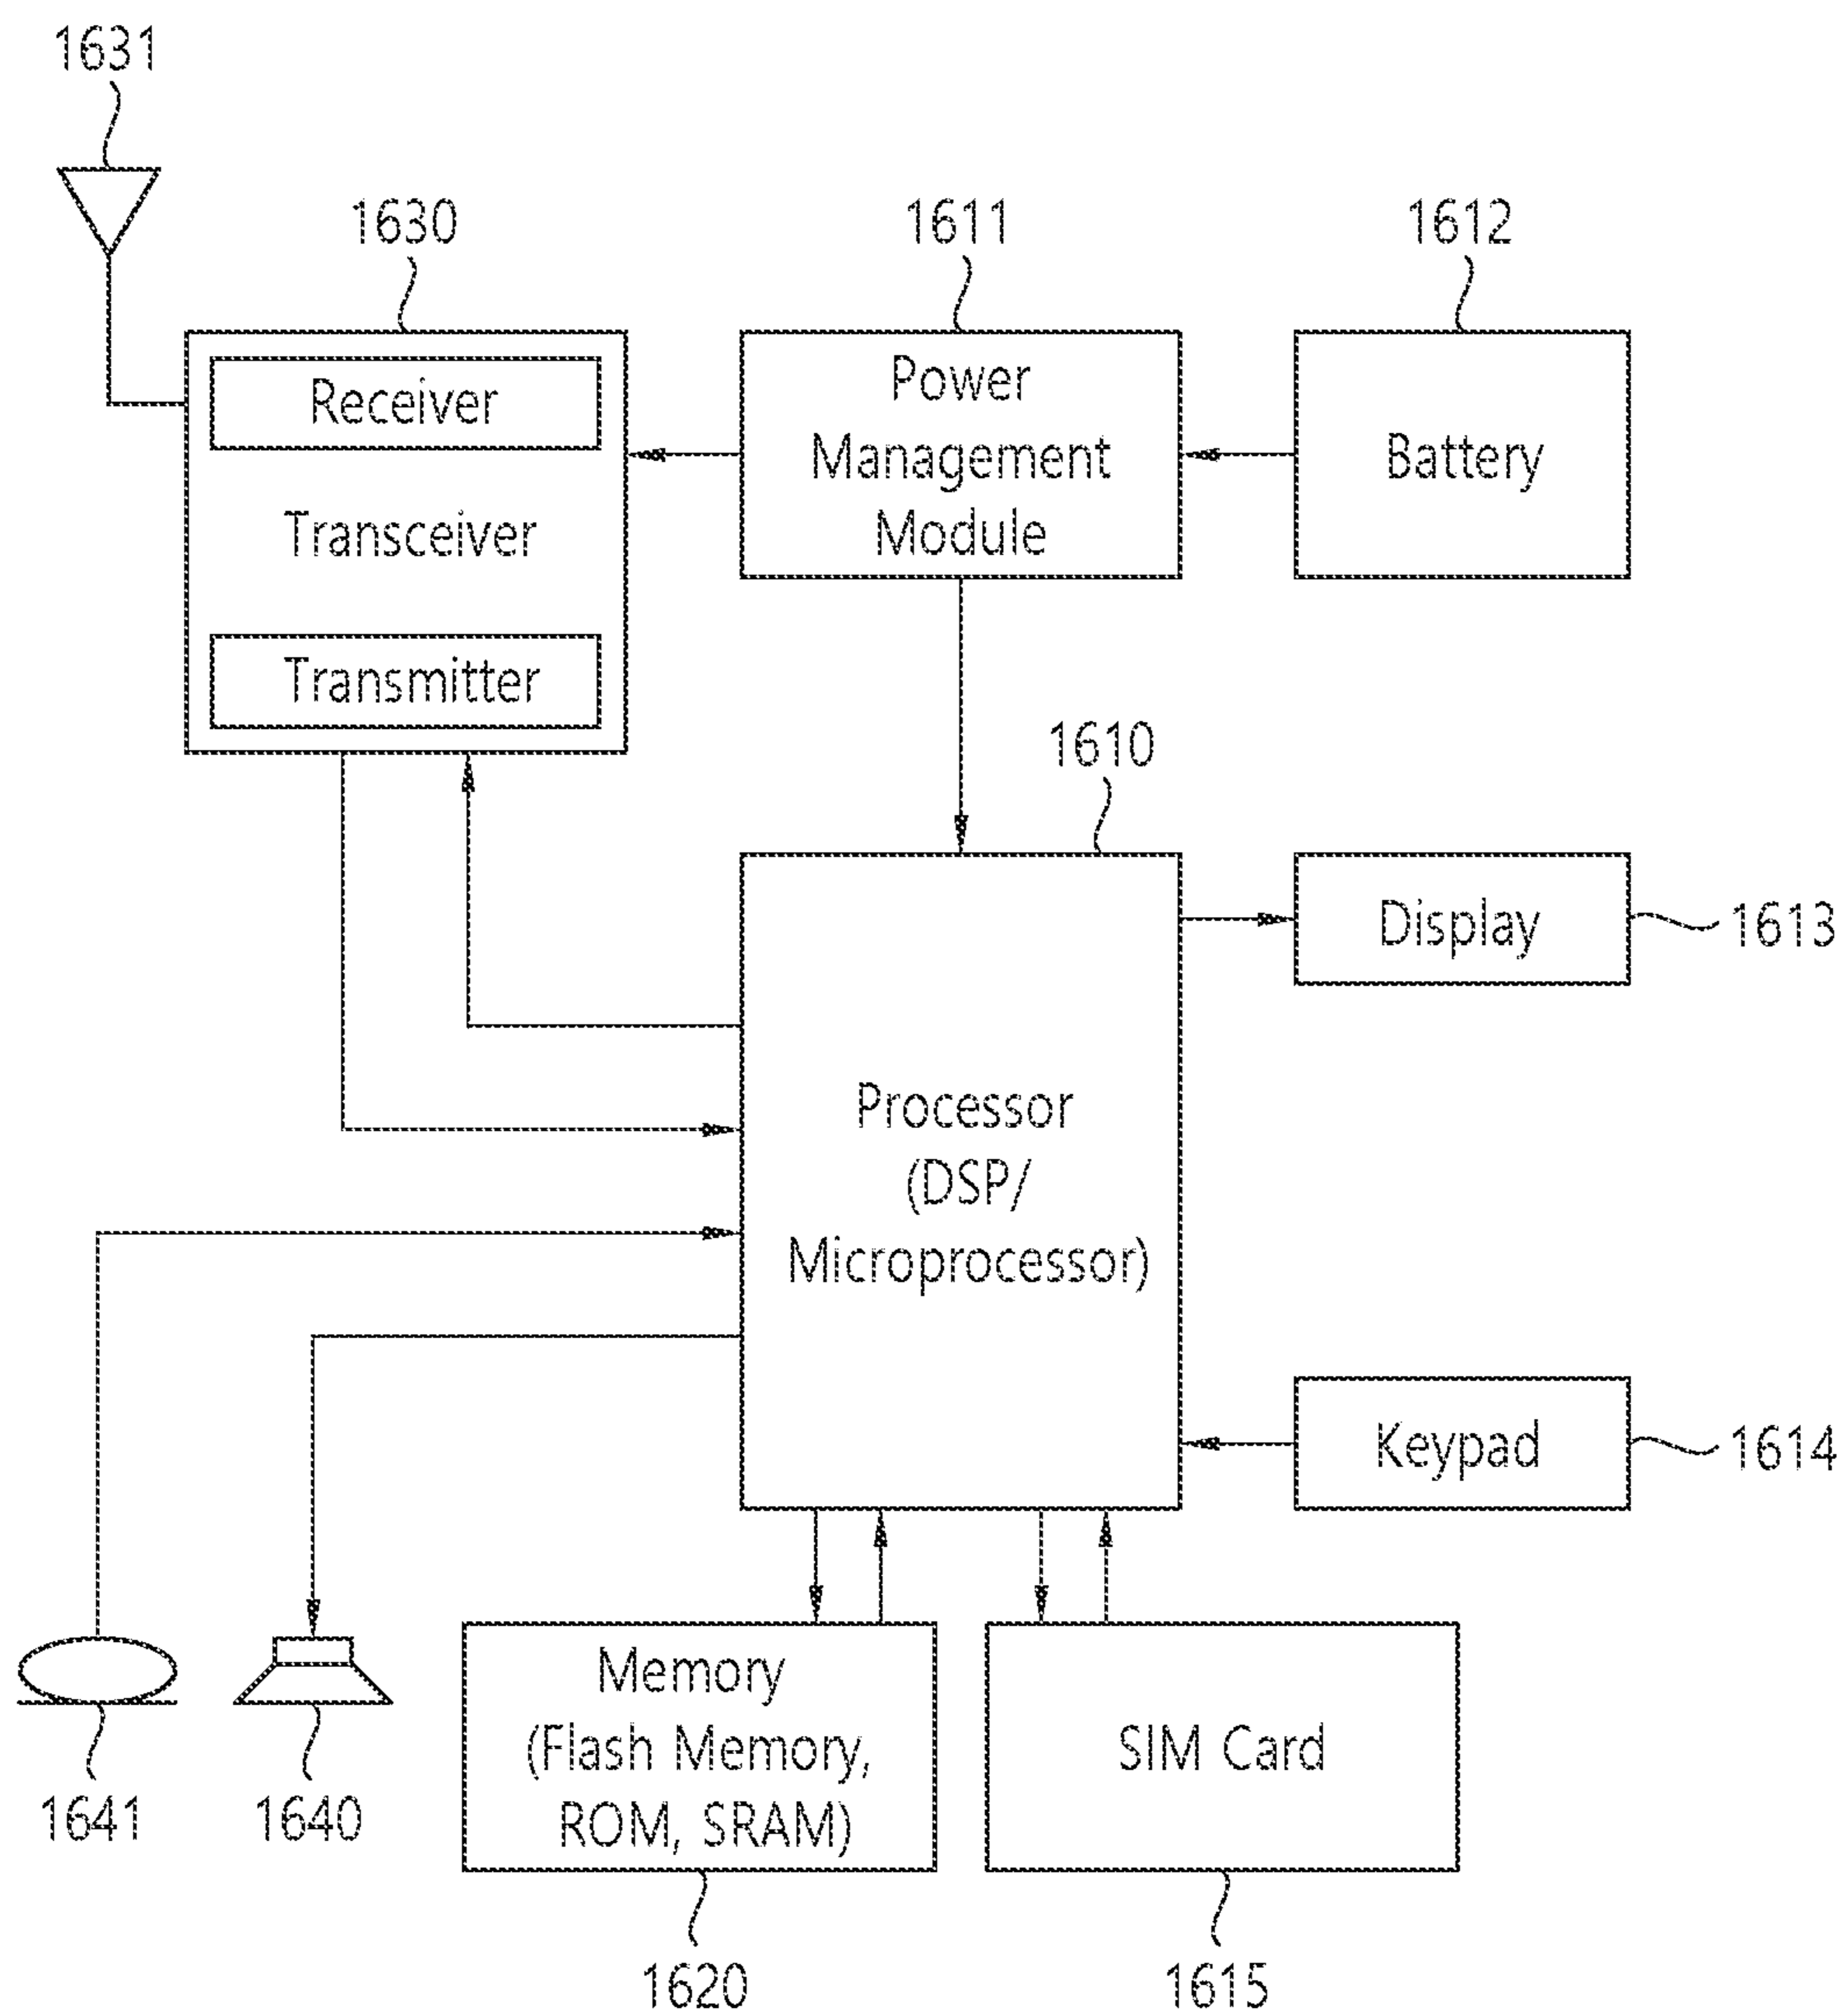 1631
1630
1611
1612
Receiver
Transceiver
Transmitter
Power
Management
Module
Battery
1610
Display
1613
Processor
(DSP/
Microprocessor)
Keypad
1614
Memory
(Flash Memory,
ROM, SRAM)
SIM Card
1641
1640
1620
1615